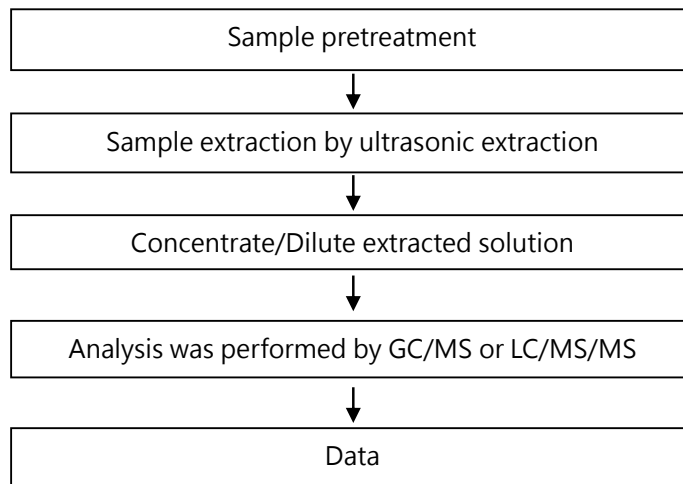 Sample pretreatment
Sample extraction by ultrasonic extraction
Concentrate/Dilute extracted solution
Analysis was performed by GC/MS or LC/MS/MS
Data